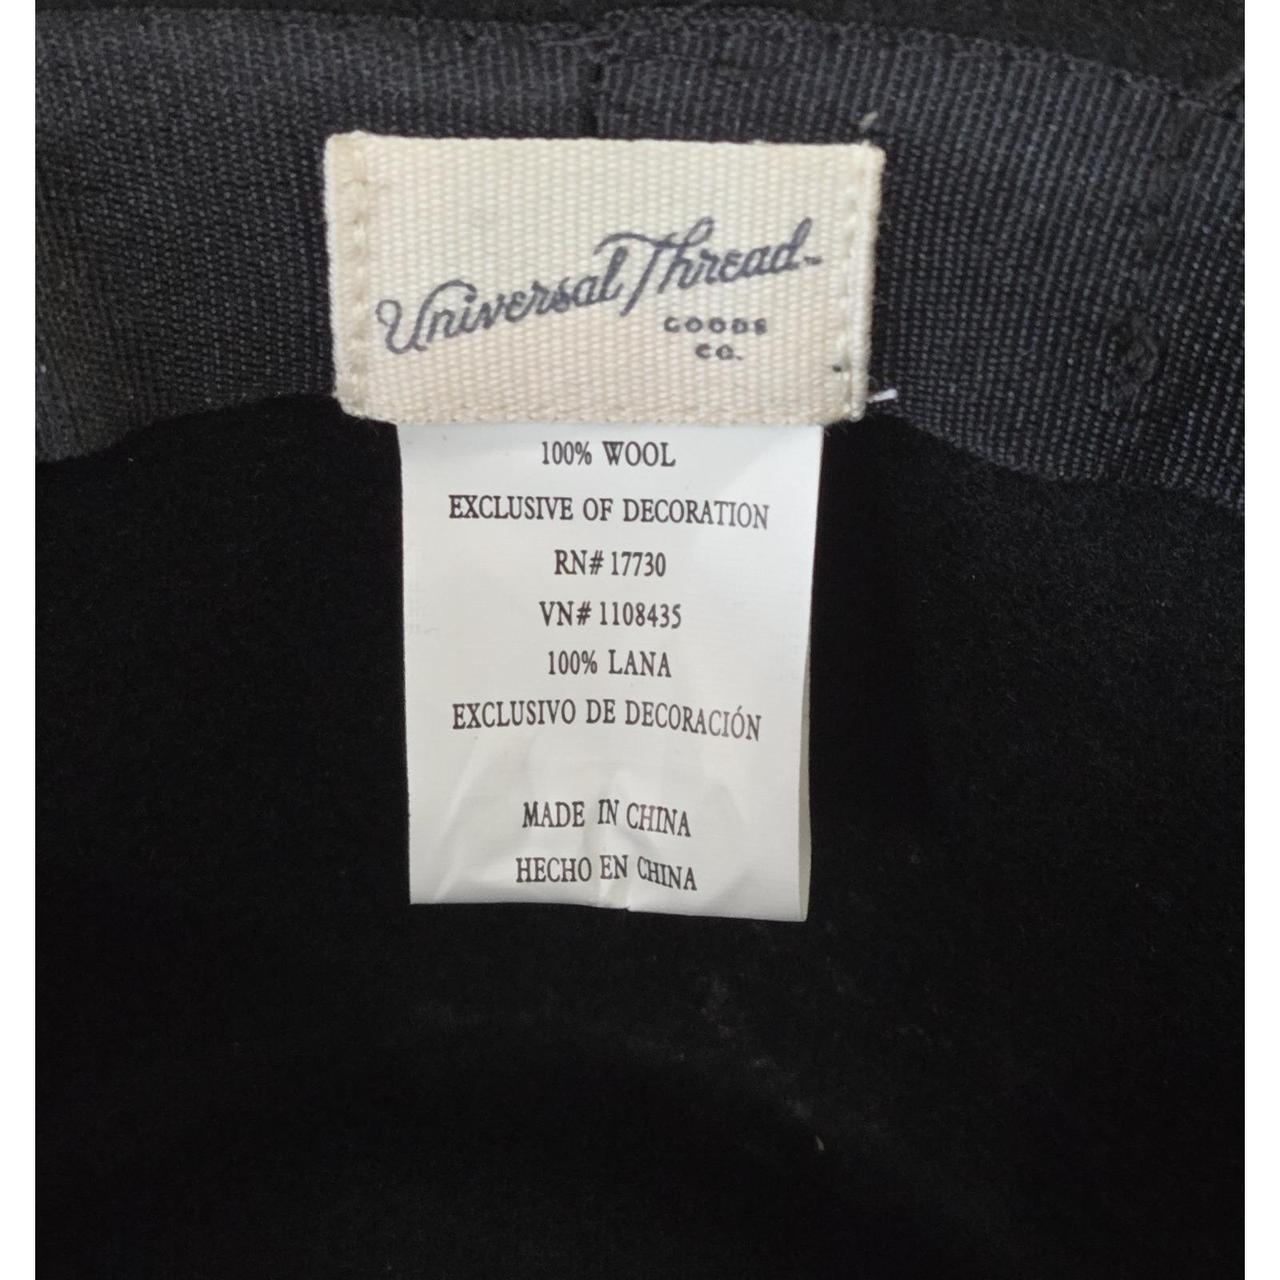 Universal Thread™
GOODS
CO.
100% WOOL
EXCLUSIVE OF DECORATION
RN# 17730
VN# 1108435
100% LANA
EXCLUSIVO DE DECORACIÓN
MADE IN CHINA
HECHO EN CHINA